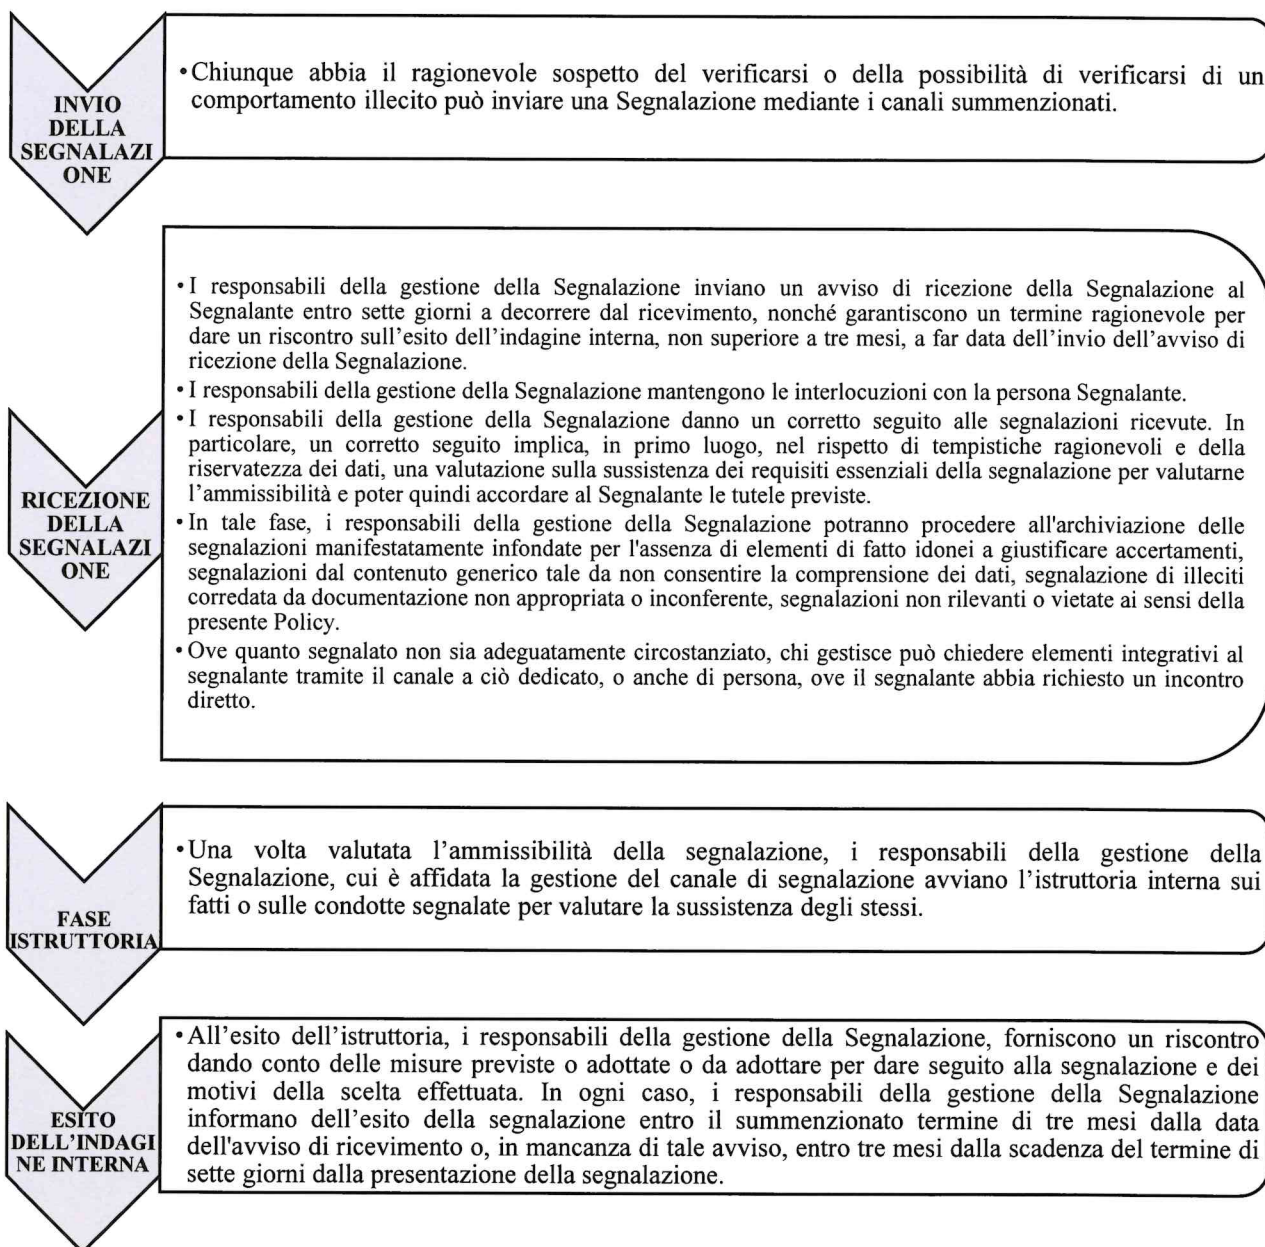 INVIO
DELLA
SEGNALAZI
ONE
•Chiunque abbia il ragionevole sospetto del verificarsi o della possibilità di verificarsi di un
comportamento illecito può inviare una Segnalazione mediante i canali summenzionati.
RICEZIONE
DELLA
SEGNALAZI
ONE
•I responsabili della gestione della Segnalazione inviano un avviso di ricezione della Segnalazione al
Segnalante entro sette giorni a decorrere dal ricevimento, nonché garantiscono un termine ragionevole per
dare un riscontro sull’esito dell’indagine interna, non superiore a tre mesi, a far data dell’invio dell’avviso di
ricezione della Segnalazione.
•I responsabili della gestione della Segnalazione mantengono le interlocuzioni con la persona Segnalante.
•I responsabili della gestione della Segnalazione danno un corretto seguito alle segnalazioni ricevute. In
particolare, un corretto seguito implica, in primo luogo, nel rispetto di tempistiche ragionevoli e della
riservatezza dei dati, una valutazione sulla sussistenza dei requisiti essenziali della segnalazione per valutarne
l’ammissibilità e poter quindi accordare al Segnalante le tutele previste.
•In tale fase, i responsabili della gestione della Segnalazione potranno procedere all'archiviazione delle
segnalazioni manifestatamente infondate per l'assenza di elementi di fatto idonei a giustificare accertamenti,
segnalazioni dal contenuto generico tale da non consentire la comprensione dei dati, segnalazione di illeciti
corredata da documentazione non appropriata o inconferente, segnalazioni non rilevanti o vietate ai sensi della
presente Policy.
•Ove quanto segnalato non sia adeguatamente circostanziato, chi gestisce può chiedere elementi integrativi al
segnalante tramite il canale a ciò dedicato, o anche di persona, ove il segnalante abbia richiesto un incontro
diretto.
FASE
ISTRUTTORIA
•Una volta valutata l’ammissibilità della segnalazione, i responsabili della gestione della
Segnalazione, cui è affidata la gestione del canale di segnalazione avviano l’istruttoria interna sui
fatti o sulle condotte segnalate per valutare la sussistenza degli stessi.
ESITO
DELL’INDAGI
NE INTERNA
•All’esito dell’istruttoria, i responsabili della gestione della Segnalazione, forniscono un riscontro
dando conto delle misure previste o adottate o da adottare per dare seguito alla segnalazione e dei
motivi della scelta effettuata. In ogni caso, i responsabili della gestione della Segnalazione
informano dell’esito della segnalazione entro il summenzionato termine di tre mesi dalla data
dell'avviso di ricevimento o, in mancanza di tale avviso, entro tre mesi dalla scadenza del termine di
sette giorni dalla presentazione della segnalazione.